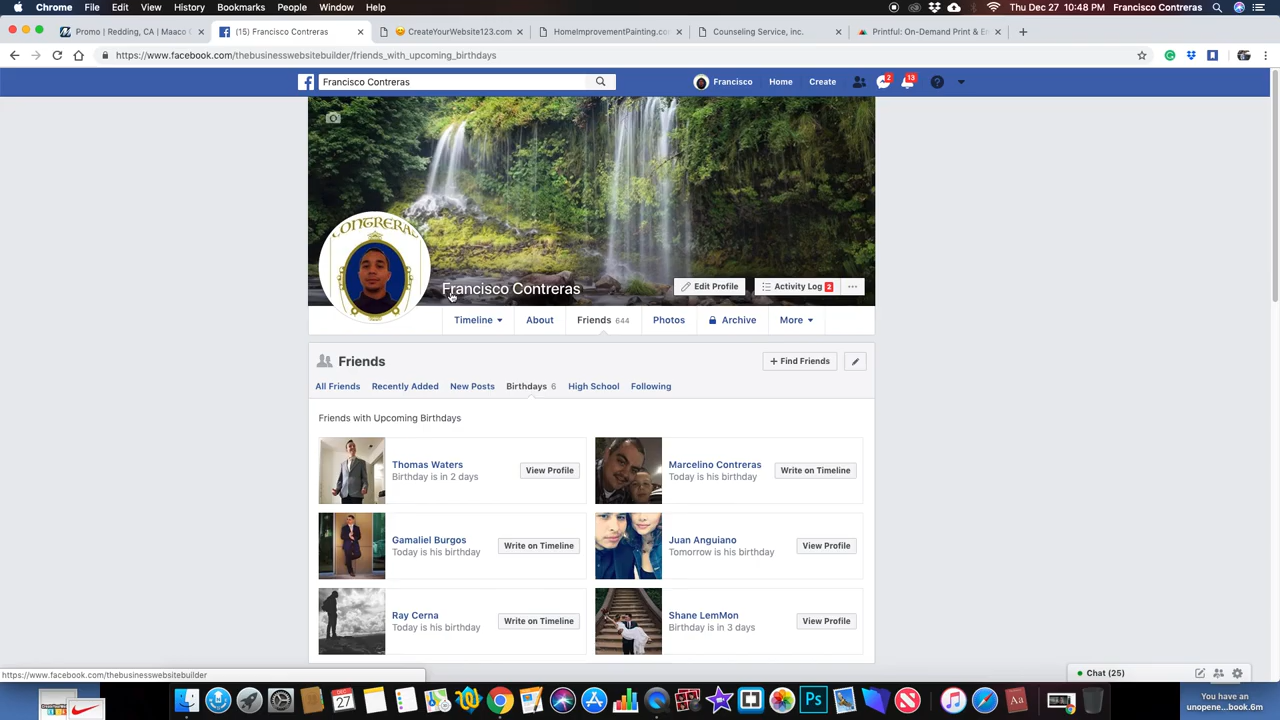 Chrome File Edit View History Bookmarks People Window Help Thu Dec 27 10:48 PM Francisco Contreras
Promo | Redding, CA | Maaco (15) Francisco Contreras CreateYourWebsite123.com HomeImprovementPainting.co Counseling Service, inc. Printful: On-Demand Print & E
https://www.facebook.com/thebusinesswebsitebuilder/friends_with_upcoming_birthdays
Francisco Contreras Francisco Home Create 2 13
CONTRERAS
Francisco Contreras Edit Profile Activity Log 2
Timeline About Friends 644 Photos Archive More
Friends + Find Friends
All Friends Recently Added New Posts Birthdays 6 High School Following
Friends with Upcoming Birthdays
Thomas Waters
Birthday is in 2 days
View Profile
Marcelino Contreras
Today is his birthday
Write on Timeline
Gamaliel Burgos
Today is his birthday
Write on Timeline
Juan Anguiano
Tomorrow is his birthday
View Profile
Ray Cerna
Today is his birthday
Write on Timeline
Shane LemMon
Birthday is in 3 days
View Profile
https://www.facebook.com/thebusinesswebsitebuilder
Chat (25)
DEC
27
Ps
You have an
unopene...book.6m